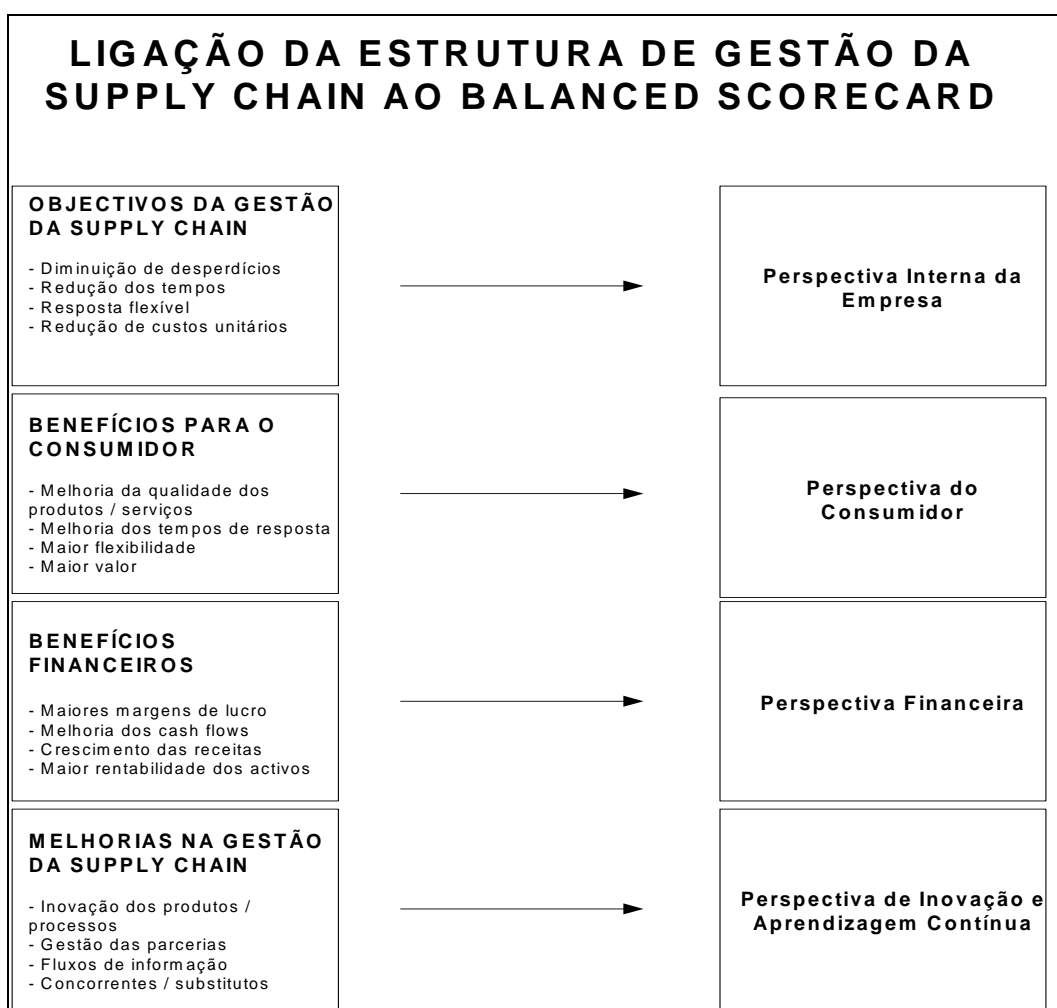 LIGAÇÃO DA ESTRUTURA DE GESTÃO DA
SUPPLY CHAIN AO BALANCED SCORECARD
OBJECTIVOS DA GESTÃO
DA SUPPLY CHAIN
- Diminuição de desperdícios
- Redução dos tempos
- Resposta flexível
- Redução de custos unitários
Perspectiva Interna da
Empresa
BENEFÍCIOS PARA O
CONSUMIDOR
- Melhoria da qualidade dos
produtos / serviços
- Melhoria dos tempos de resposta
- Maior flexibilidade
- Maior valor
Perspectiva do
Consumidor
BENEFÍCIOS
FINANCEIROS
- Maiores margens de lucro
- Melhoria dos cash flows
- Crescimento das receitas
- Maior rentabilidade dos activos
Perspectiva Financeira
MELHORIAS NA GESTÃO
DA SUPPLY CHAIN
- Inovação dos produtos /
processos
- Gestão das parcerias
- Fluxos de informação
- Concorrentes / substitutos
Perspectiva de Inovação e
Aprendizagem Contínua